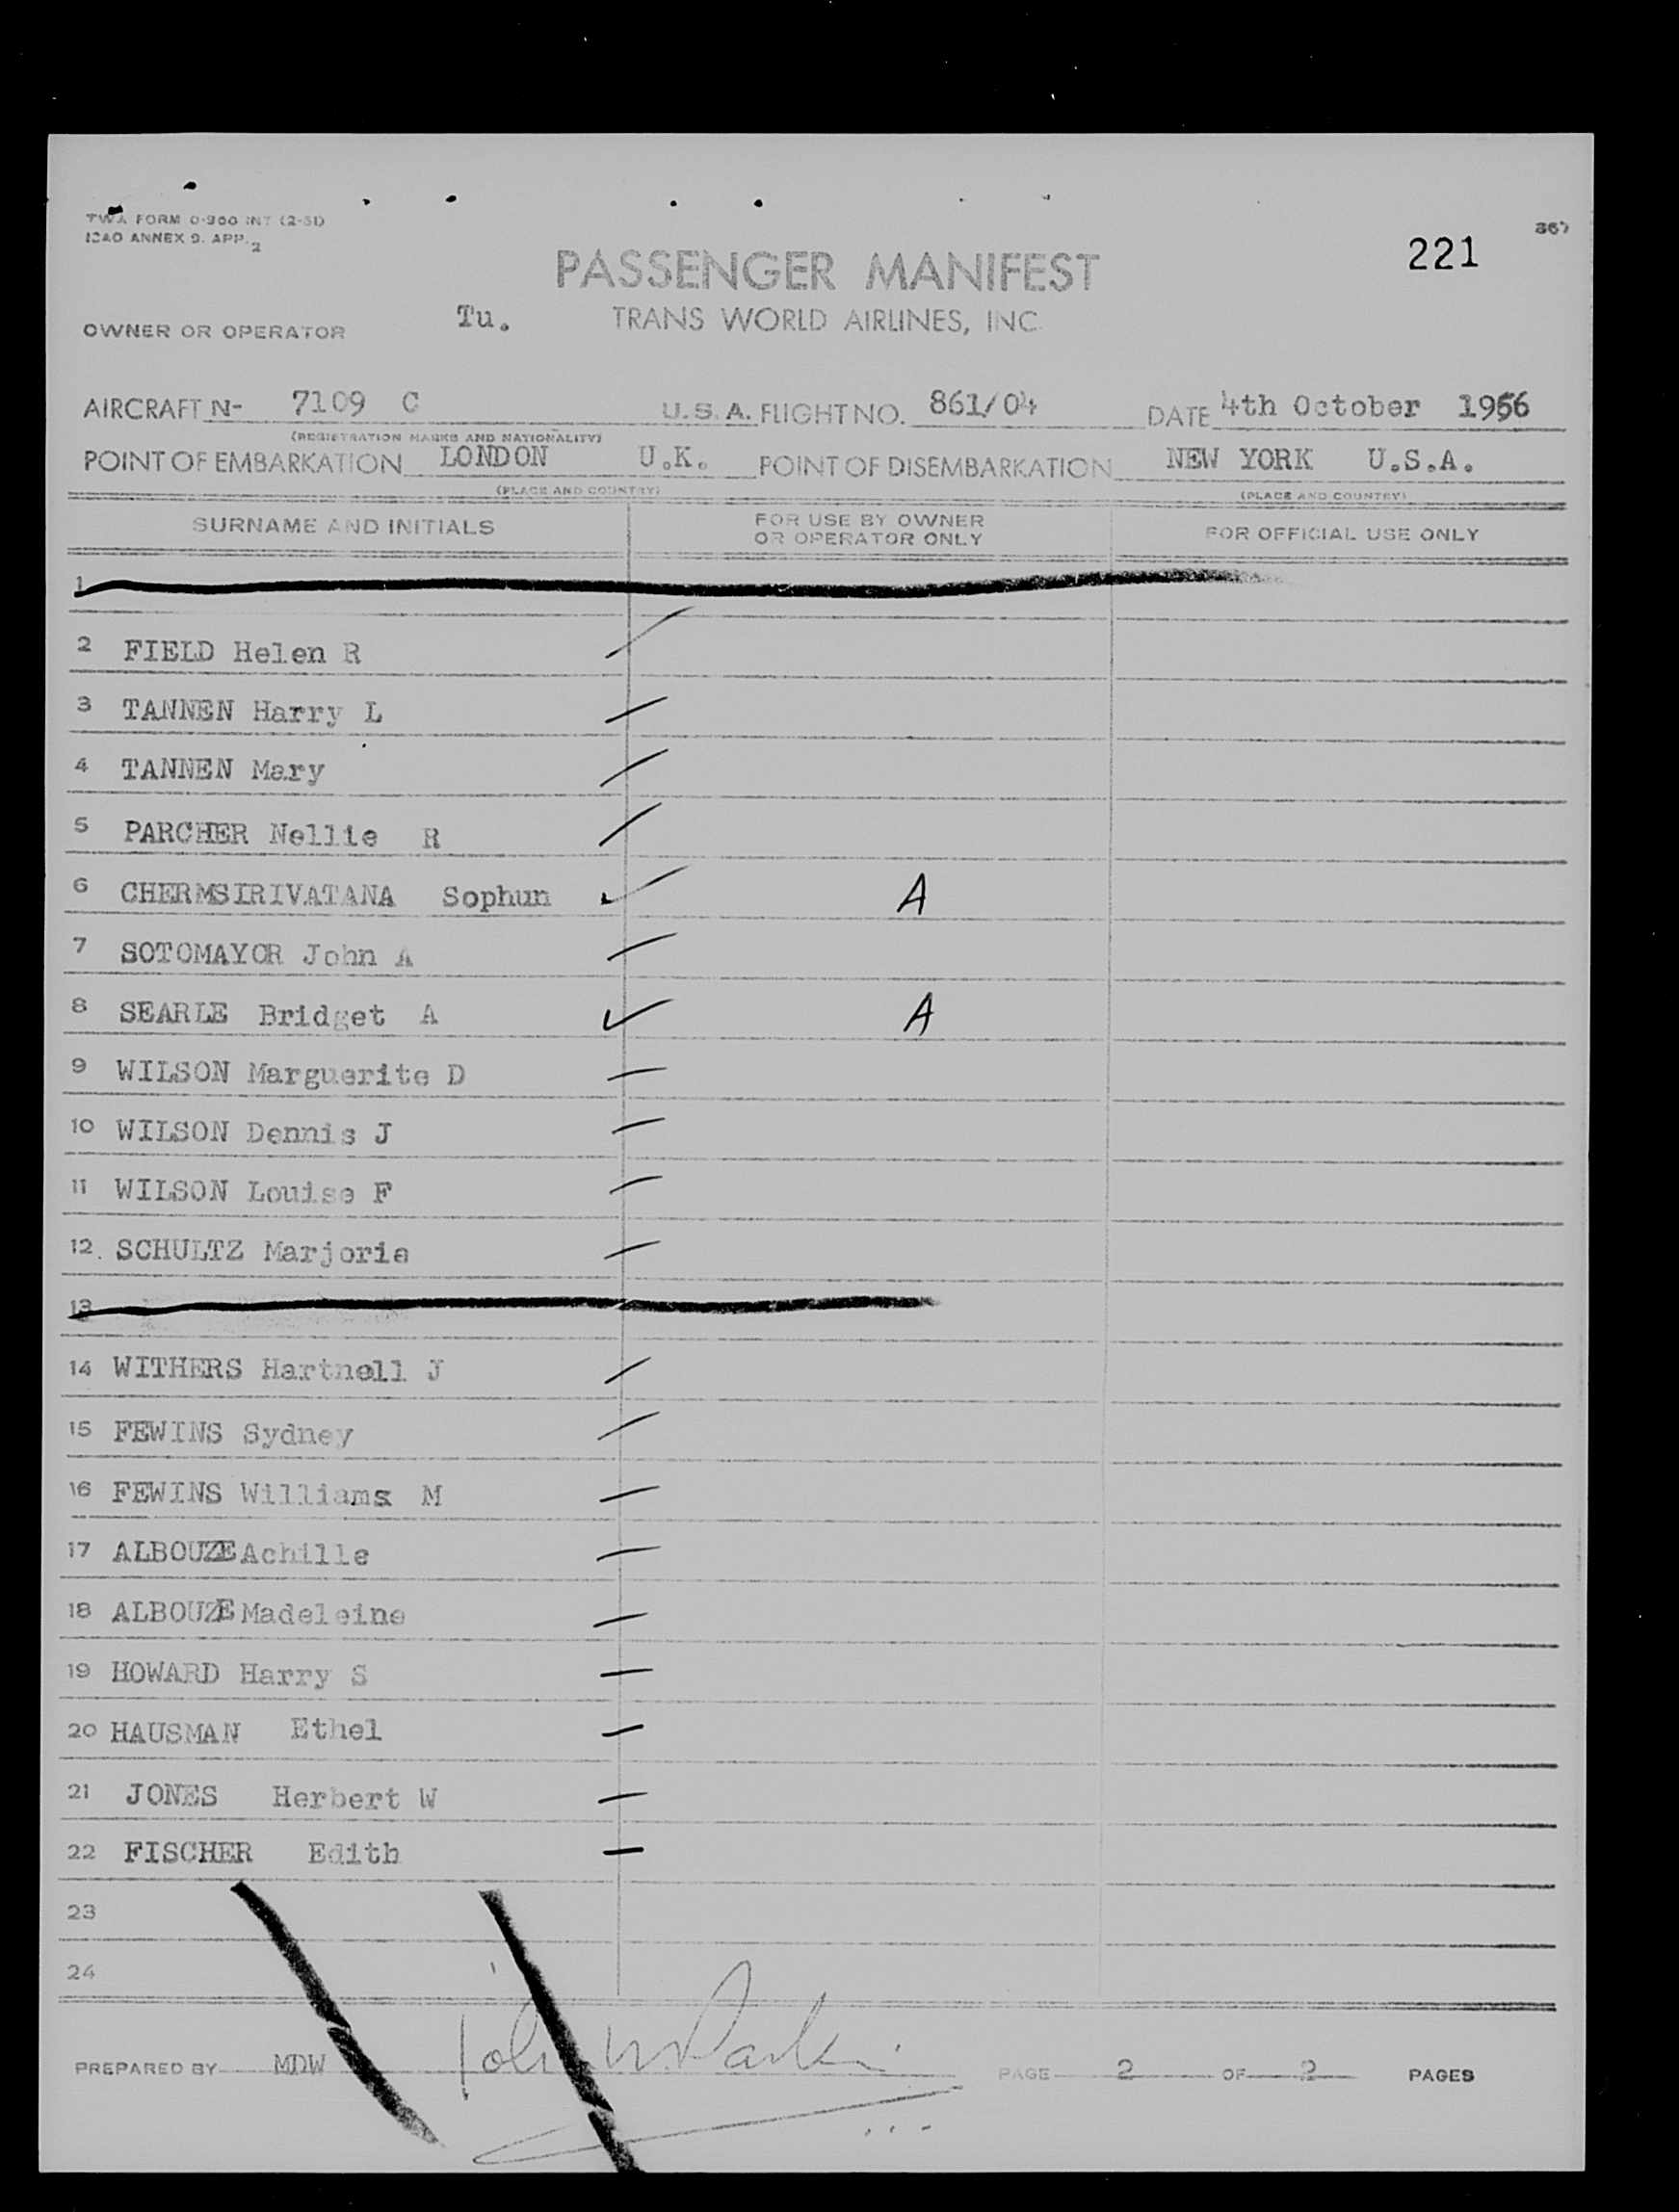 TWA FORM O-900 INT (2-51)
ICAO ANNEX 9. APP. 2
867
221
PASSENGER MANIFEST
OWNER OR OPERATOR Tu. TRANS WORLD AIRLINES, INC.
AIRCRAFT N- 7109 C U.S.A. FLIGHT NO. 861/04 DATE 4th October 1956
(REGISTRATION MARKS AND NATIONALITY)
POINT OF EMBARKATION LONDON U.K. POINT OF DISEMBARKATION NEW YORK U.S.A.
(PLACE AND COUNTRY) (PLACE AND COUNTRY)
SURNAME AND INITIALS FOR USE BY OWNER OR OPERATOR ONLY FOR OFFICIAL USE ONLY
1
2 FIELD Helen R
3 TANNEN Harry L
4 TANNEN Mary
5 PARCHER Nellie R
6 CHERMSIRIVATANA Sophun A
7 SOTOMAYOR John A
8 SEARLE Bridget A A
9 WILSON Marguerite D
10 WILSON Dennis J
11 WILSON Louise F
12. SCHULTZ Marjorie
13
14 WITHERS Hartnell J
15 FEWINS Sydney
16 FEWINS Williams M
17 ALBOUZE Achille
18 ALBOUZE Madeleine
19 HOWARD Harry S
20 HAUSMAN Ethel
21 JONES Herbert W
22 FISCHER Edith
23
24
PREPARED BY MDW PAGE 2 OF 2 PAGES